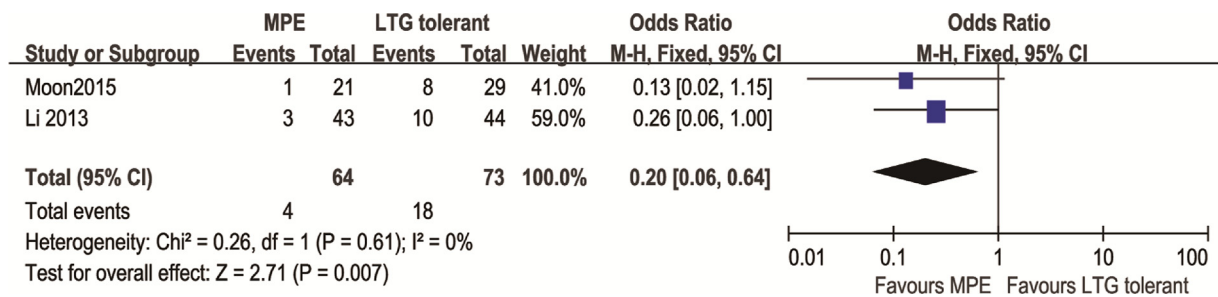 MPE LTG tolerant Odds Ratio Odds Ratio
Study or Subgroup Events Total Events Total Weight M-H, Fixed, 95% CI M-H, Fixed, 95% CI
Moon2015 1 21 8 29 41.0% 0.13 [0.02, 1.15]
Li 2013 3 43 10 44 59.0% 0.26 [0.06, 1.00]
Total (95% CI) 64 73 100.0% 0.20 [0.06, 0.64]
Total events 4 18
Heterogeneity: Chi² = 0.26, df = 1 (P = 0.61); I² = 0%
Test for overall effect: Z = 2.71 (P = 0.007)
0.01 0.1 1 10 100
Favours MPE Favours LTG tolerant